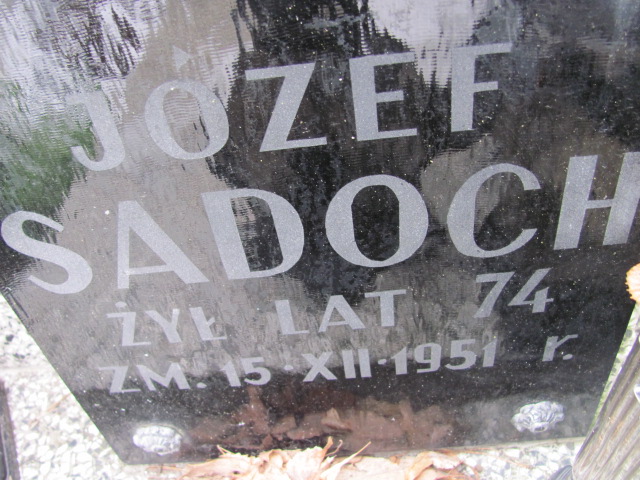 JÓZEF
SADOCH
ŻYŁ LAT 74
ZM. 15·XII·1951 r.